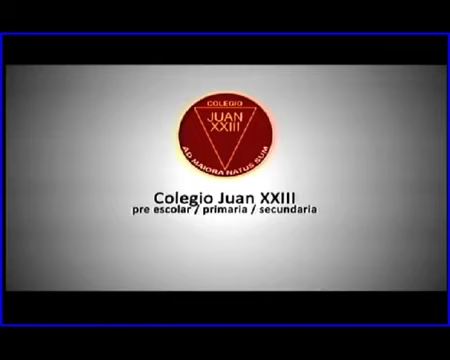 COLEGIO
JUAN
XXIII
AD MAIORA NATUS SUM
Colegio Juan XXIII
pre escolar / primaria / secundaria